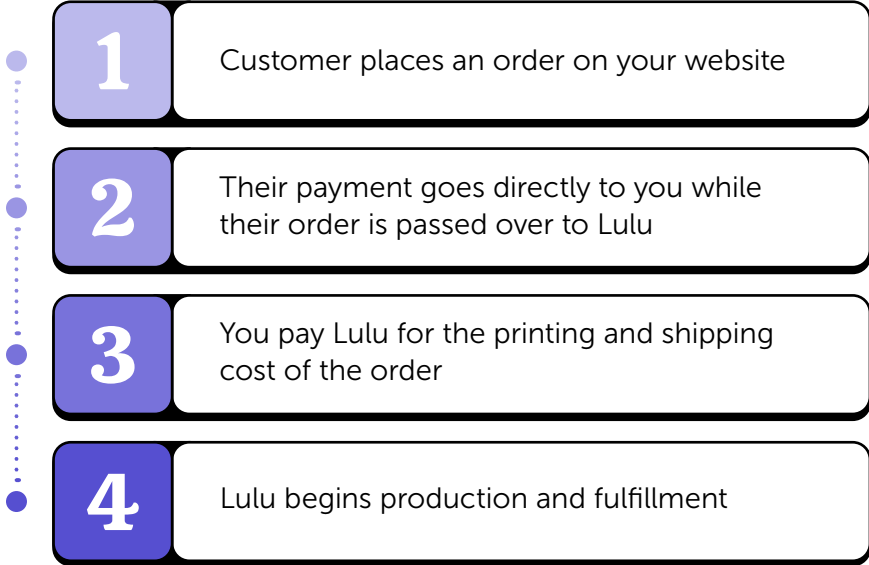 1
Customer places an order on your website
2
Their payment goes directly to you while
their order is passed over to Lulu
3
You pay Lulu for the printing and shipping
cost of the order
4
Lulu begins production and fulfillment